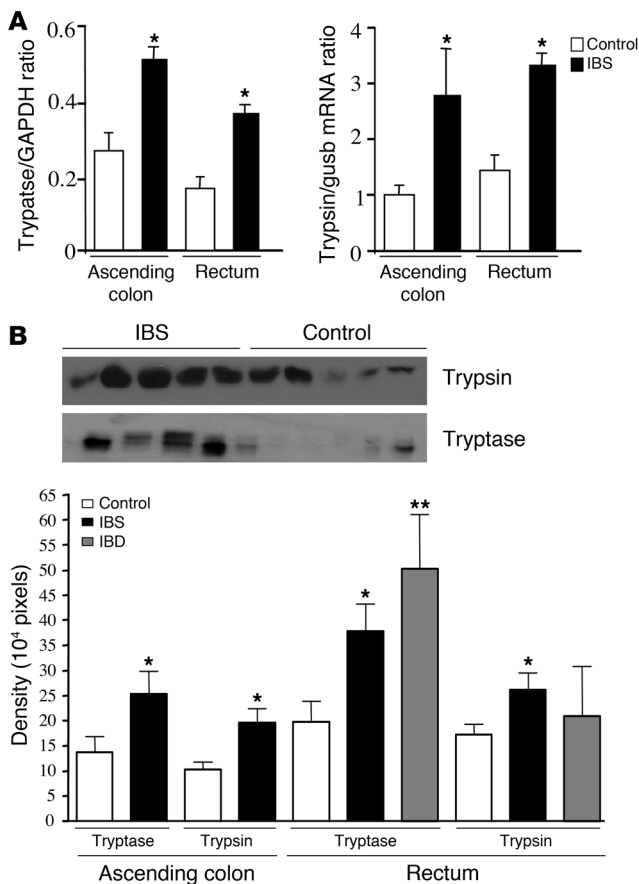 A
Trypatse/GAPDH ratio
0.6
0.4
0.2
0
*
*
Ascending
colon
Rectum
Trypsin/gusb mRNA ratio
4
3
2
1
0
*
*
Ascending
colon
Rectum
Control
IBS
B
IBS
Control
Trypsin
Tryptase
Density (10⁴ pixels)
65
60
55
50
45
40
35
30
25
20
15
10
5
0
Control
IBS
IBD
*
*
*
**
*
Tryptase
Trypsin
Tryptase
Trypsin
Ascending colon
Rectum